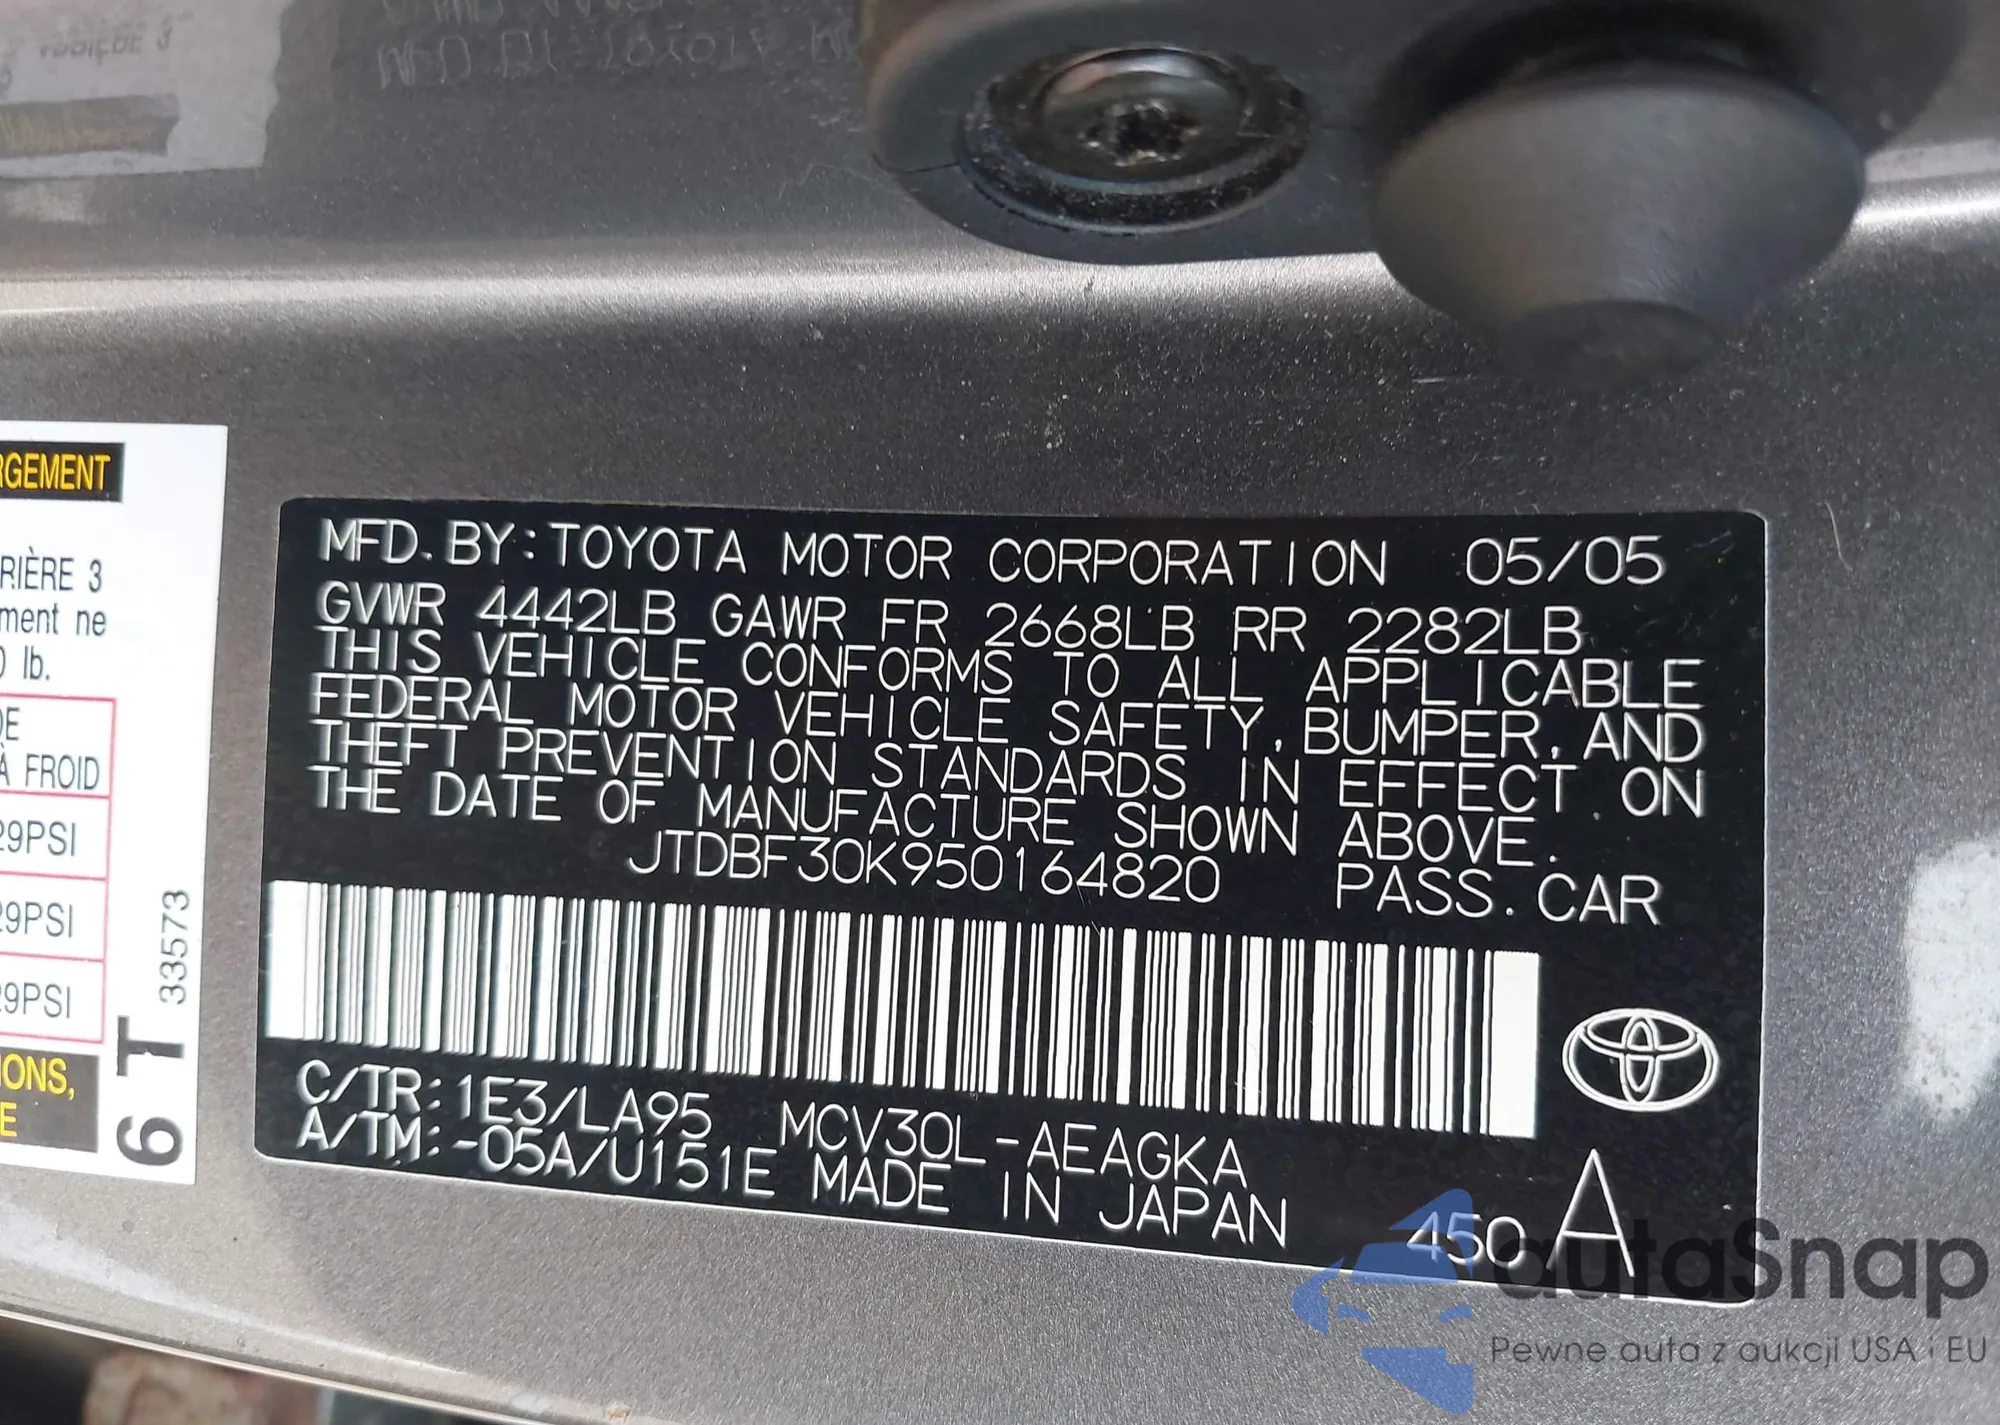 RGEMENT
RIÈRE 3
ment ne
lb.
DE
À FROID
29PSI
29PSI
29PSI
IONS,
E
6T
33573
MFD. BY: TOYOTA MOTOR CORPORATION 05/05
GVWR 4442LB GAWR FR 2668LB RR 2282LB
THIS VEHICLE CONFORMS TO ALL APPLICABLE
FEDERAL MOTOR VEHICLE SAFETY, BUMPER, AND
THEFT PREVENTION STANDARDS IN EFFECT ON
THE DATE OF MANUFACTURE SHOWN ABOVE.
JTDBF30K950164820 PASS. CAR
C/TR: 1E3/LA95 MCV30L-AEAGKA
A/TM: -05A/U151E MADE IN JAPAN
450 A
autaSnap
Pewne auta z aukcji USA i EU